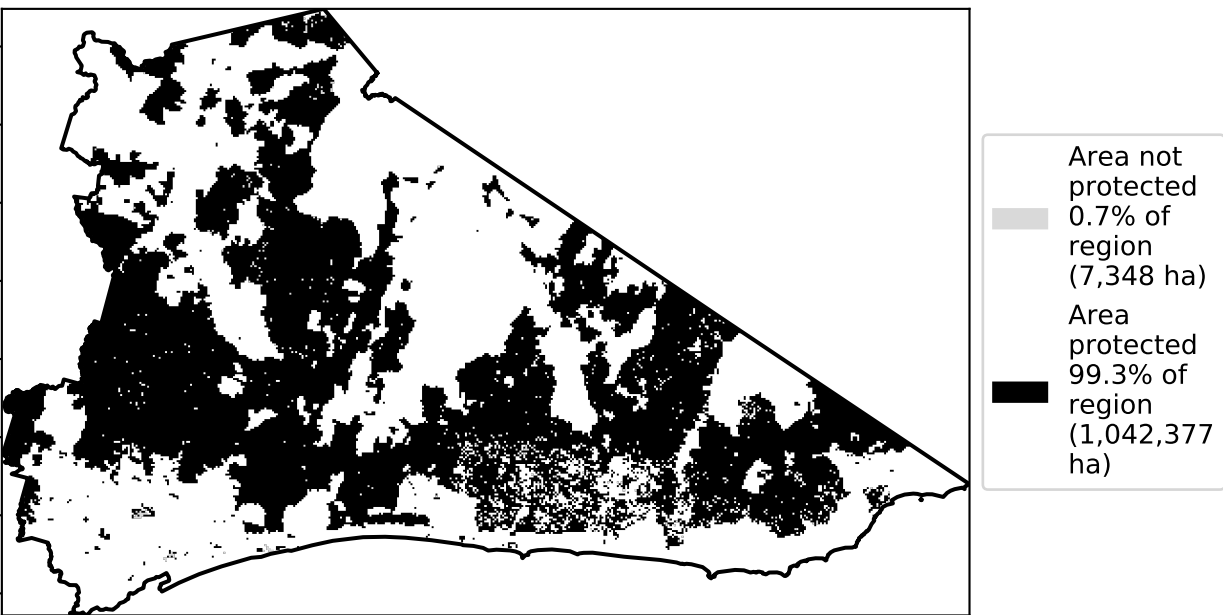 Area not
protected
0.7% of
region
(7,348 ha)
Area
protected
99.3% of
region
(1,042,377
ha)